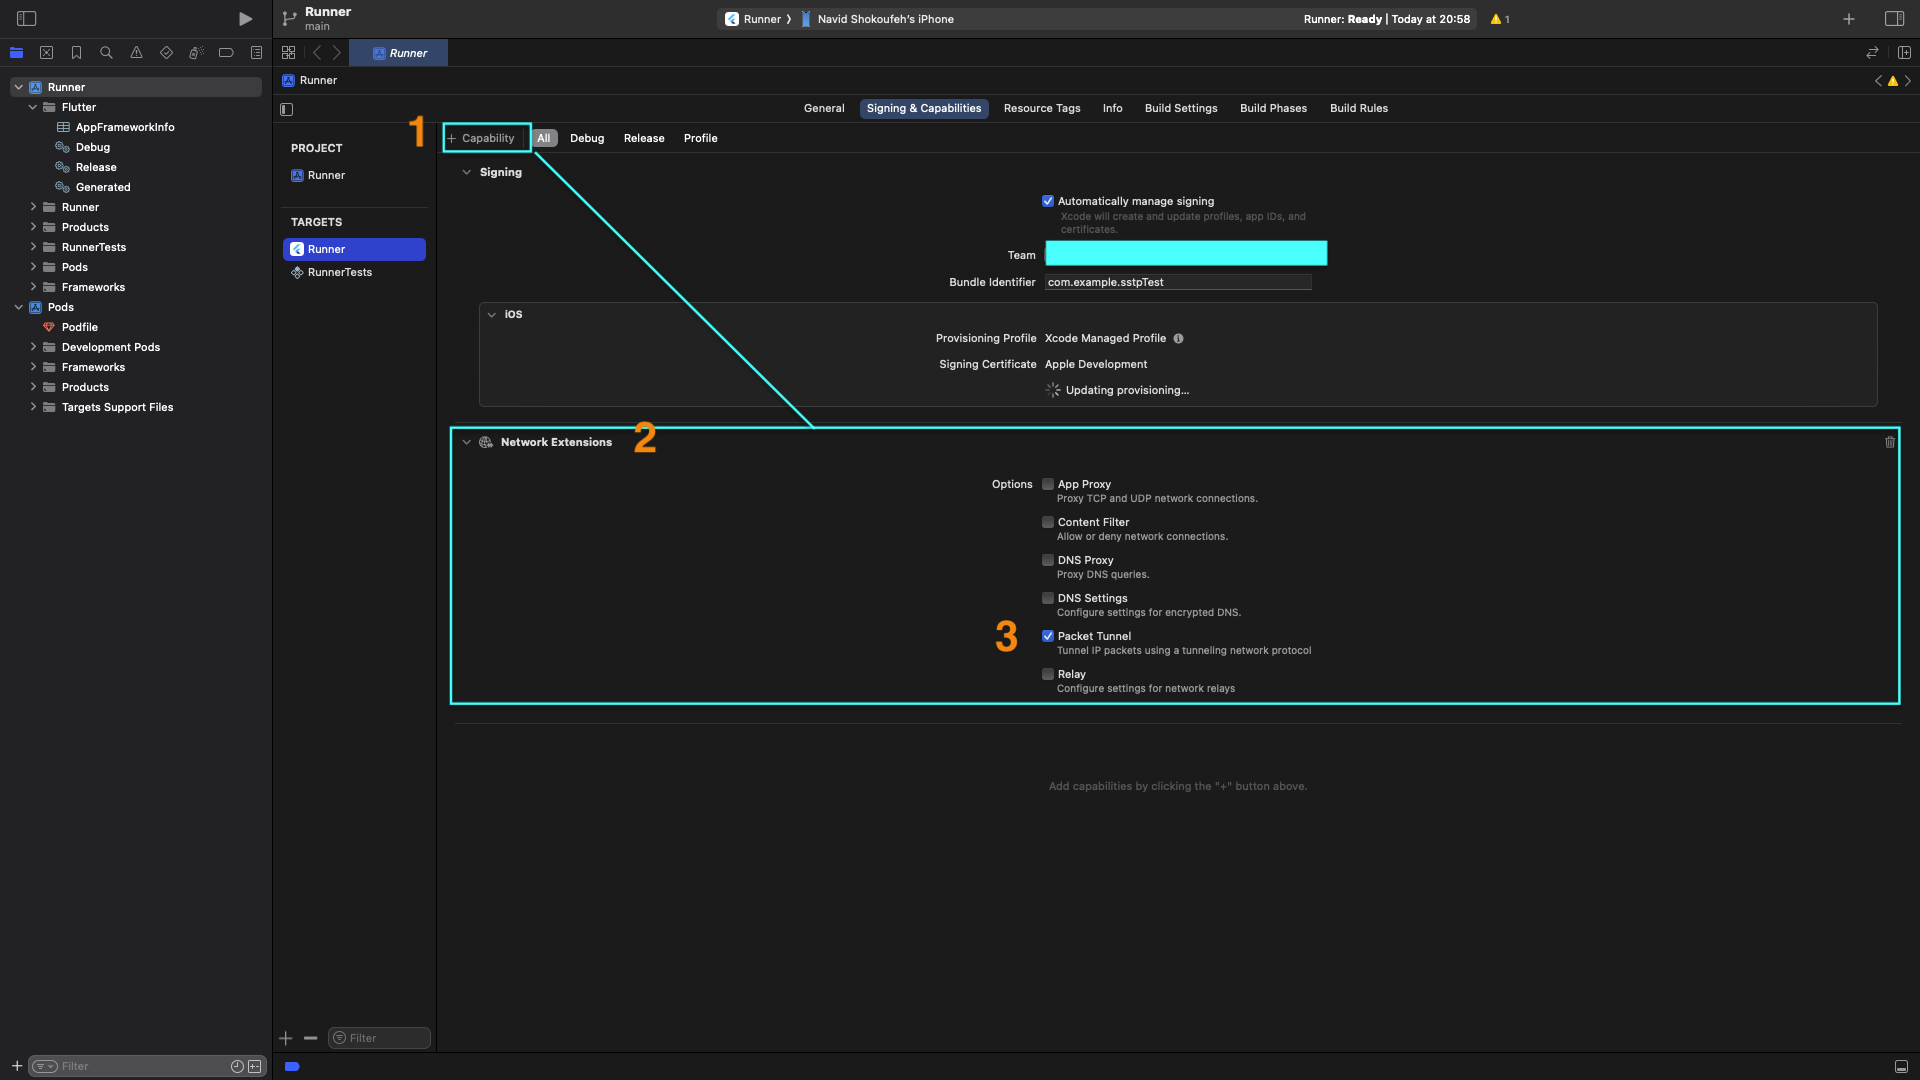 Runner
main
Runner ❯ Navid Shokoufeh's iPhone
Runner: Ready | Today at 20:58
1
Runner
Runner
General
Signing & Capabilities
Resource Tags
Info
Build Settings
Build Phases
Build Rules
Runner
Flutter
AppFrameworkInfo
Debug
Release
Generated
Runner
Products
RunnerTests
Pods
Frameworks
Pods
Podfile
Development Pods
Frameworks
Products
Targets Support Files
Filter
PROJECT
Runner
TARGETS
Runner
RunnerTests
Filter
1
+ Capability
All
Debug
Release
Profile
Signing
Automatically manage signing
Xcode will create and update profiles, app IDs, and
certificates.
Team
Bundle Identifier com.example.sstpTest
iOS
Provisioning Profile Xcode Managed Profile
Signing Certificate Apple Development
Updating provisioning...
Network Extensions
2
Options
App Proxy
Proxy TCP and UDP network connections.
Content Filter
Allow or deny network connections.
DNS Proxy
Proxy DNS queries.
DNS Settings
Configure settings for encrypted DNS.
3
Packet Tunnel
Tunnel IP packets using a tunneling network protocol
Relay
Configure settings for network relays
Add capabilities by clicking the "+" button above.